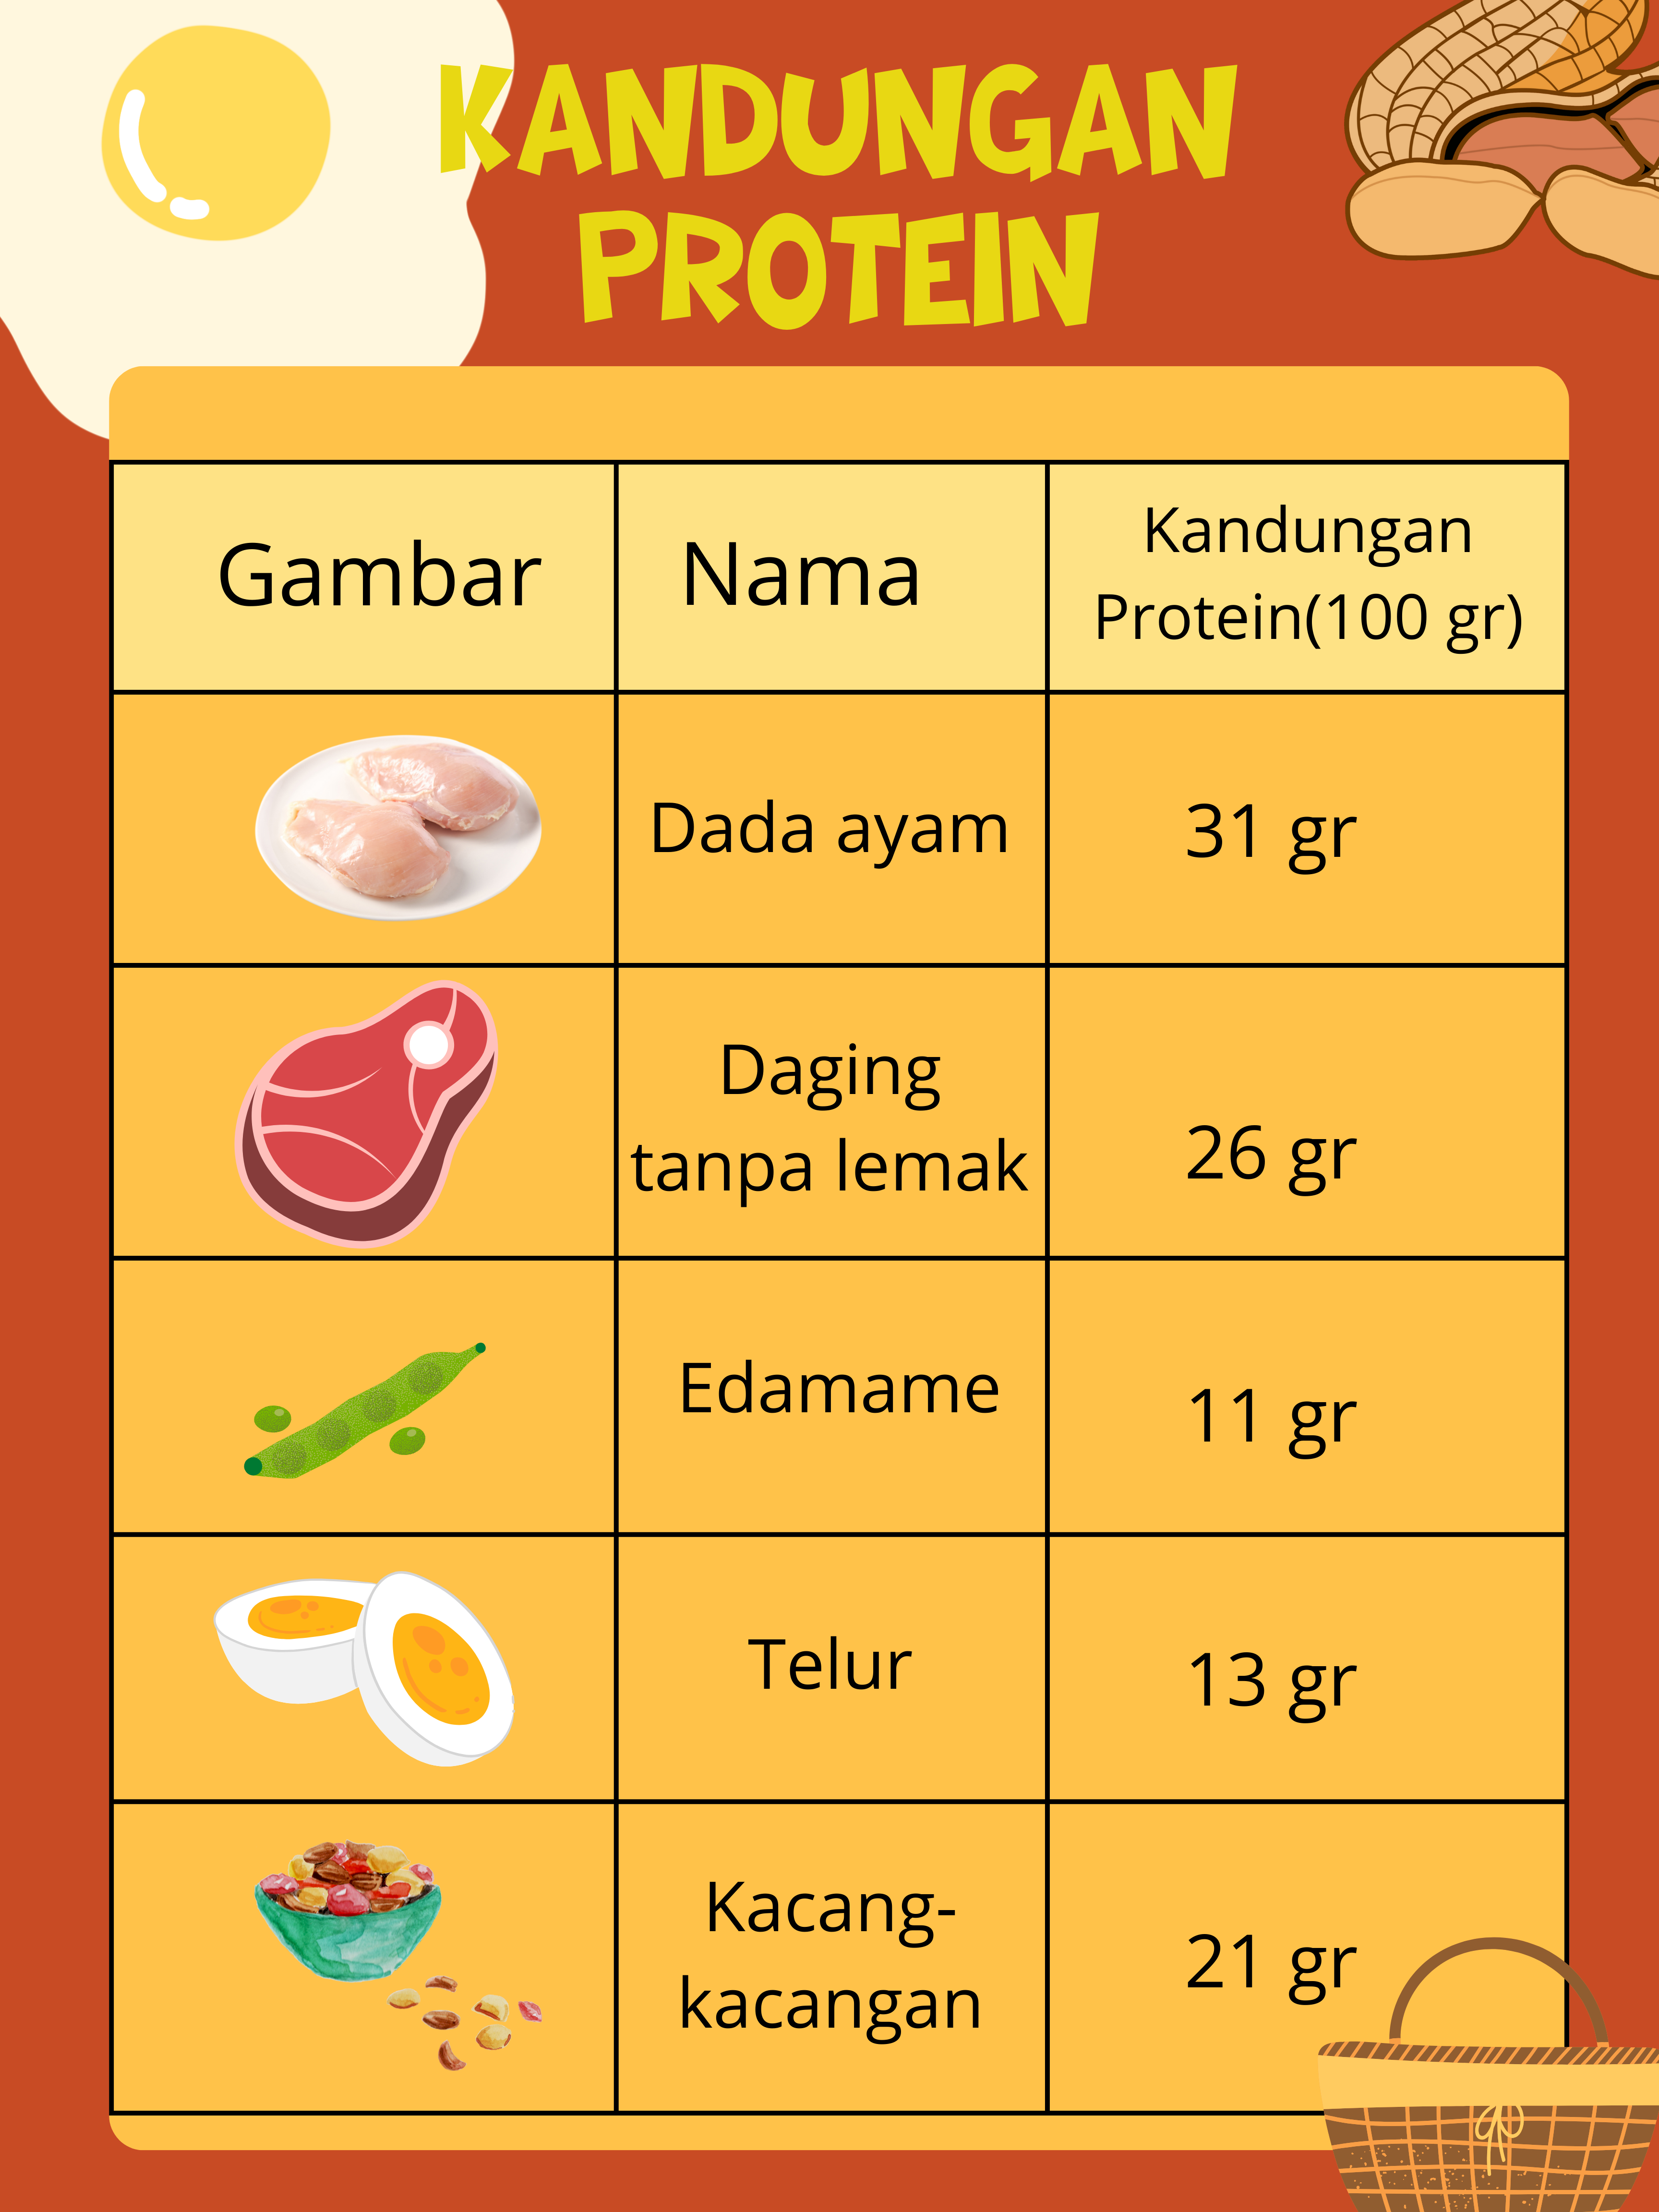 KANDUNGAN
PROTEIN
Gambar
Nama
Kandungan
Protein(100 gr)
Dada ayam
31 gr
Daging
tanpa lemak
26 gr
Edamame
11 gr
Telur
13 gr
Kacang-
kacangan
21 gr